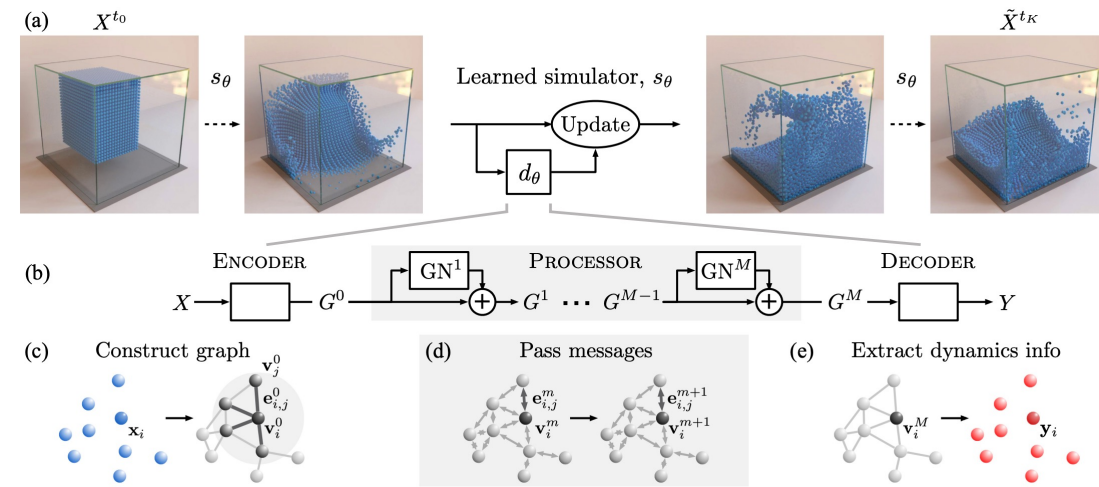 (a)
X^{t_0}
s_θ
Learned simulator, s_θ
Update
d_θ
s_θ
X̃^{t_K}
(b)
ENCODER
PROCESSOR
DECODER
X
G^0
GN^1
+
G^1
···
G^{M−1}
GN^M
+
G^M
Y
(c)
Construct graph
x_i
v_j^0
e_{i,j}^0
v_i^0
(d)
Pass messages
e_{i,j}^m
v_i^m
e_{i,j}^{m+1}
v_i^{m+1}
(e)
Extract dynamics info
v_i^M
y_i